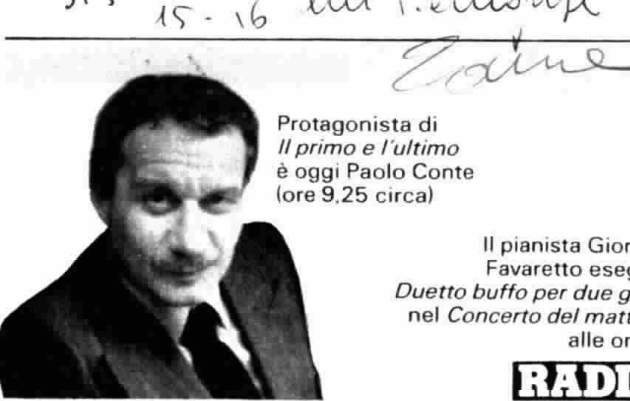 15-16
Protagonista di
Il primo e l'ultimo
è oggi Paolo Conte
(ore 9,25 circa)
Il pianista Gior
Favaretto eseg
Duetto buffo per due g
nel Concerto del matt
alle or
RADI